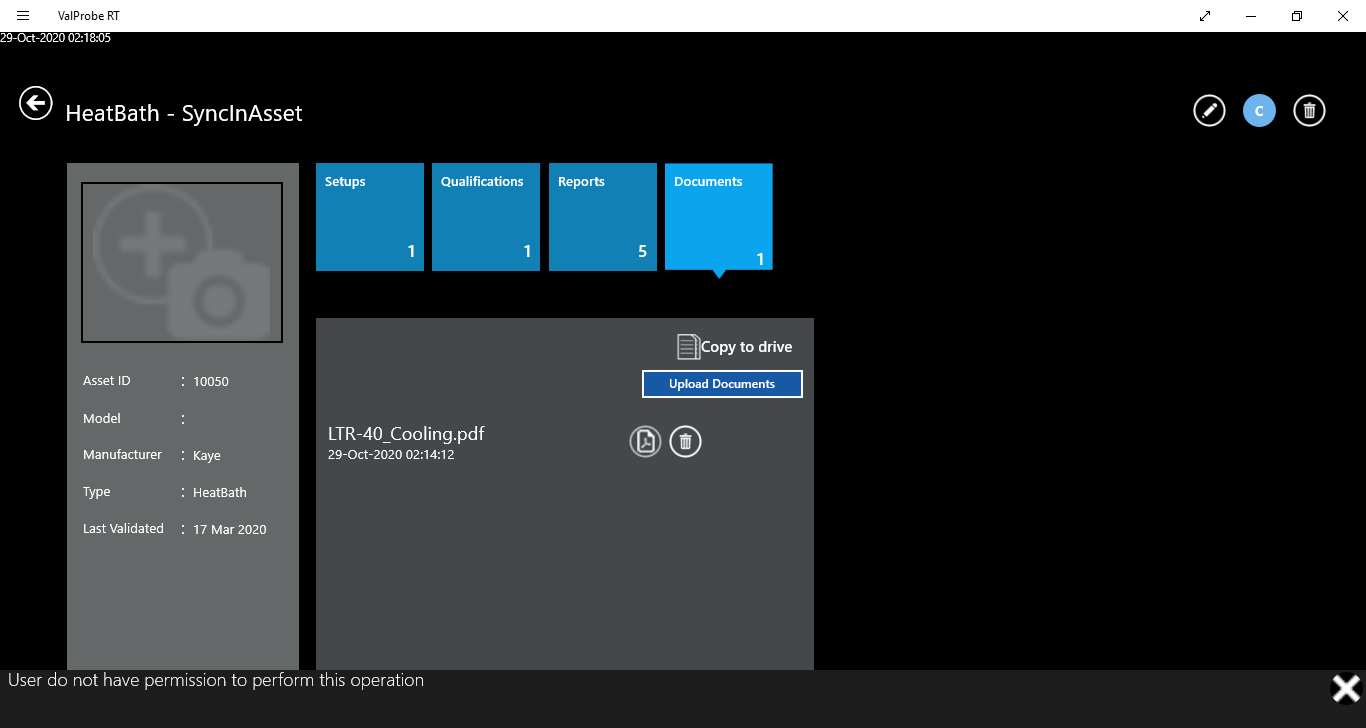 ValProbe RT
29-Oct-2020 02:18:05
HeatBath - SyncInAsset
C
Setups
1
Qualifications
1
Reports
5
Documents
1
Asset ID : 10050
Model :
Manufacturer : Kaye
Type : HeatBath
Last Validated : 17 Mar 2020
Copy to drive
Upload Documents
LTR-40_Cooling.pdf
29-Oct-2020 02:14:12
User do not have permission to perform this operation